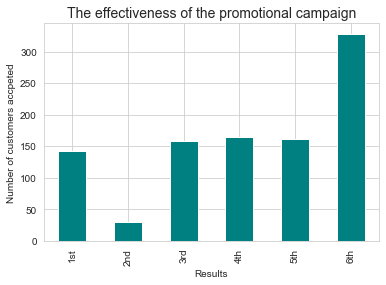 The effectiveness of the promotional campaign
300
250
200
150
100
50
0
Number of customers accpeted
1st
2nd
3rd
4th
5th
6th
Results